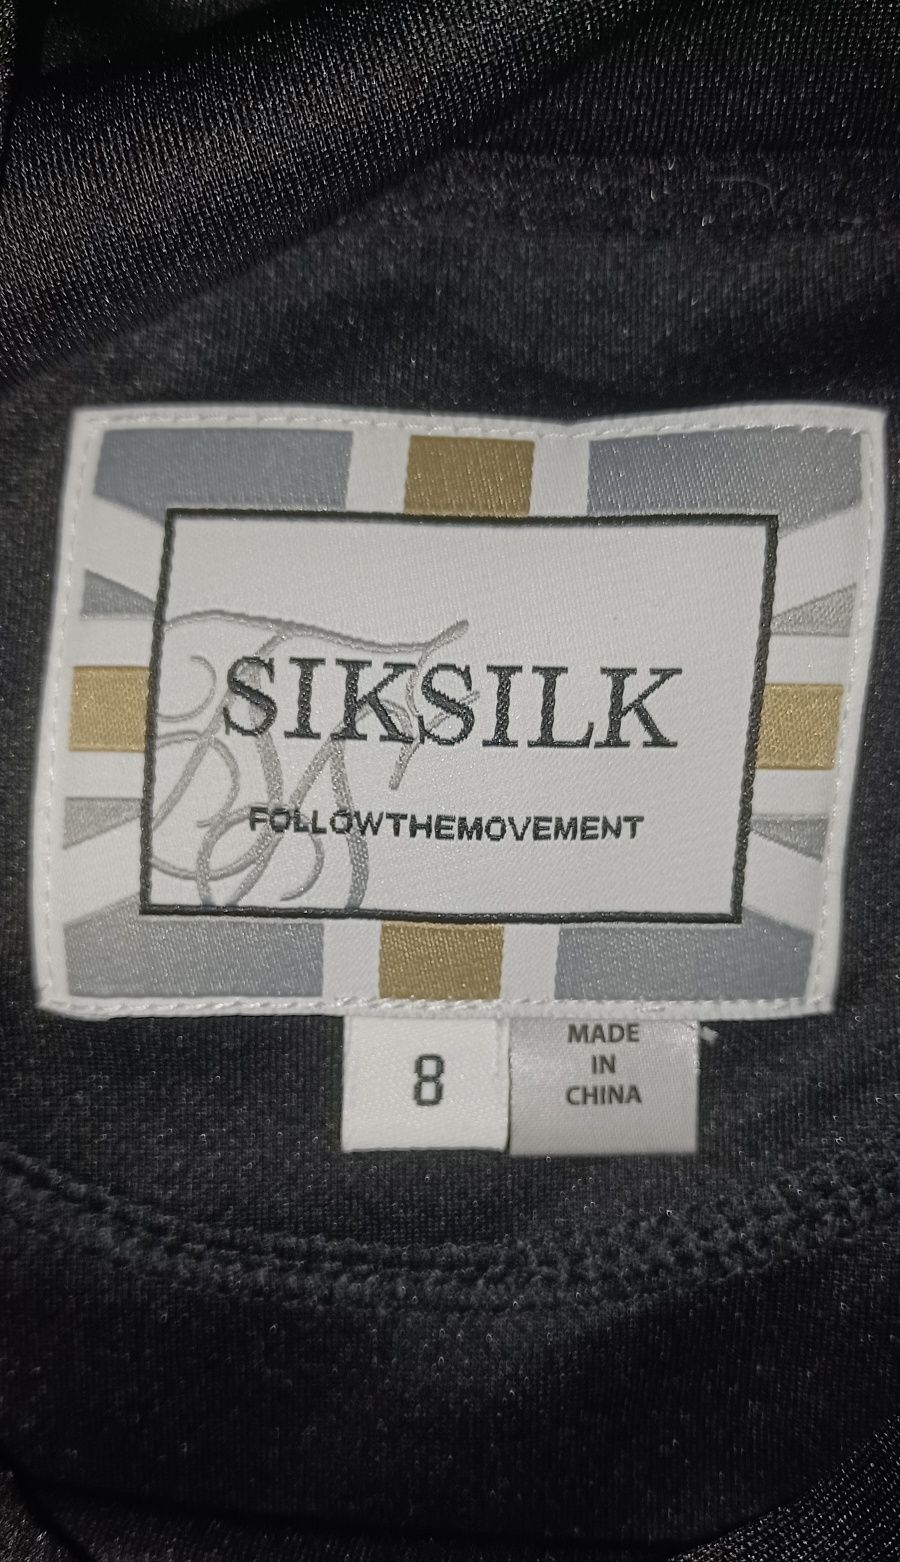 SIKSILK
FOLLOWTHEMOVEMENT
8
MADE
IN
CHINA